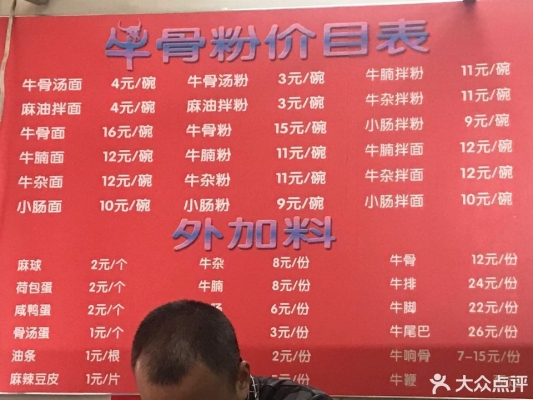 牛骨粉价目表
牛骨汤面 4元/碗 牛骨汤粉 3元/碗 牛腩拌粉 11元/碗
麻油拌面 4元/碗 麻油拌粉 3元/碗 牛杂拌粉 11元/碗
牛骨面 16元/碗 牛骨粉 15元/碗 小肠拌粉 9元/碗
牛腩面 12元/碗 牛腩粉 11元/碗 牛腩拌面 12元/碗
牛杂面 12元/碗 牛杂粉 11元/碗 牛杂拌面 12元/碗
小肠面 10元/碗 小肠粉 9元/碗 小肠拌面 10元/碗
外加料
麻球 2元/个 牛杂 8元/份 牛骨 12元/份
荷包蛋 2元/个 牛腩 8元/份 牛排 24元/份
咸鸭蛋 2元/个 6元/份 牛脚 22元/份
骨汤蛋 1元/个 3元/份 牛尾巴 26元/份
油条 1元/根 2元/份 牛响骨 7-15元/份
麻辣豆皮 1元/片 元/份 牛鞭
大众点评